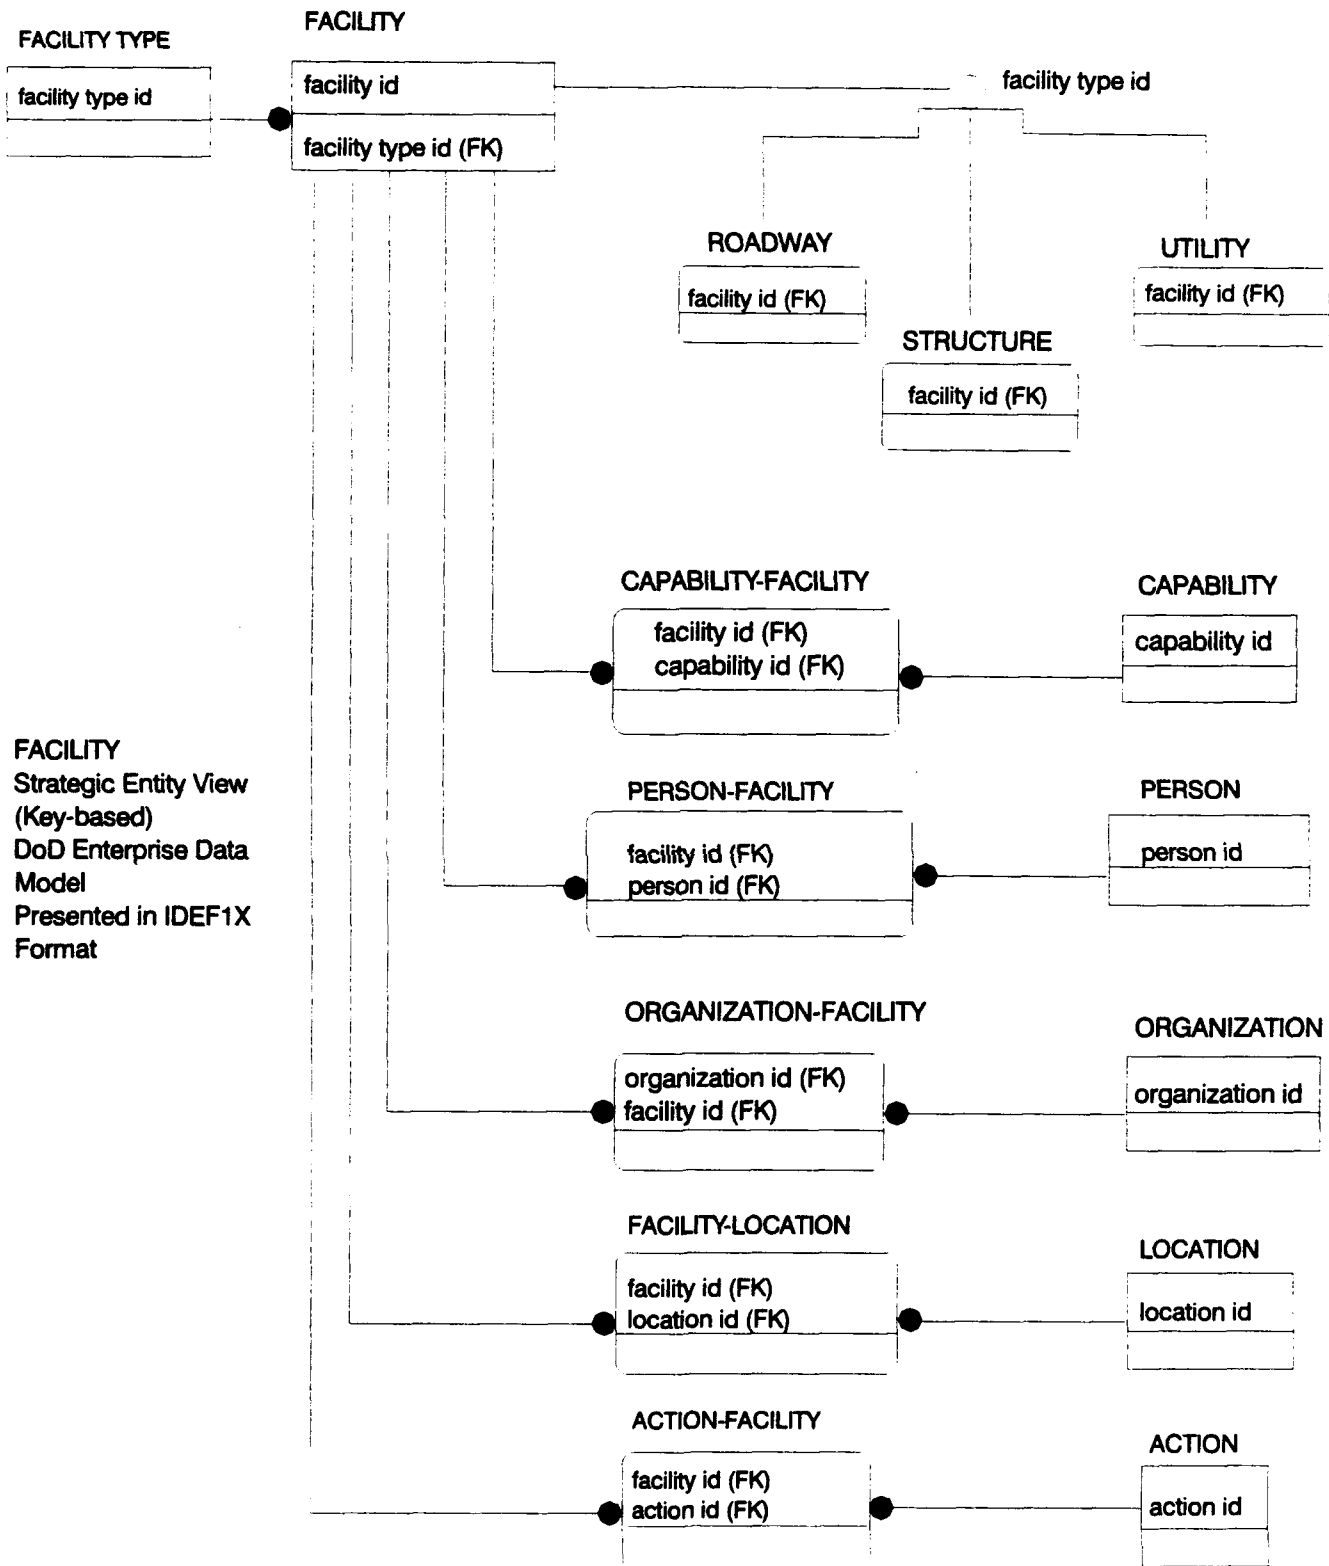 FACILITY TYPE
facility type id
FACILITY
facility id
facility type id (FK)
facility type id
ROADWAY
facility id (FK)
STRUCTURE
facility id (FK)
UTILITY
facility id (FK)
CAPABILITY-FACILITY
facility id (FK)
capability id (FK)
CAPABILITY
capability id
FACILITY
Strategic Entity View
(Key-based)
DoD Enterprise Data
Model
Presented in IDEF1X
Format
PERSON-FACILITY
facility id (FK)
person id (FK)
PERSON
person id
ORGANIZATION-FACILITY
organization id (FK)
facility id (FK)
ORGANIZATION
organization id
FACILITY-LOCATION
facility id (FK)
location id (FK)
LOCATION
location id
ACTION-FACILITY
facility id (FK)
action id (FK)
ACTION
action id